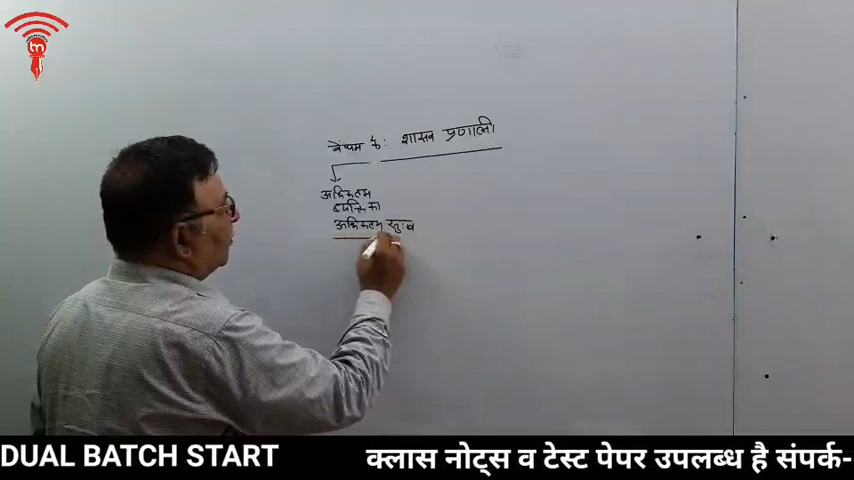 बेंथम के: शासन प्रणाली
अधिकतम
व्यक्ति का
अधिकतम सुःख
DUAL BATCH START क्लास नोट्स व टेस्ट पेपर उपलब्ध है संपर्क-